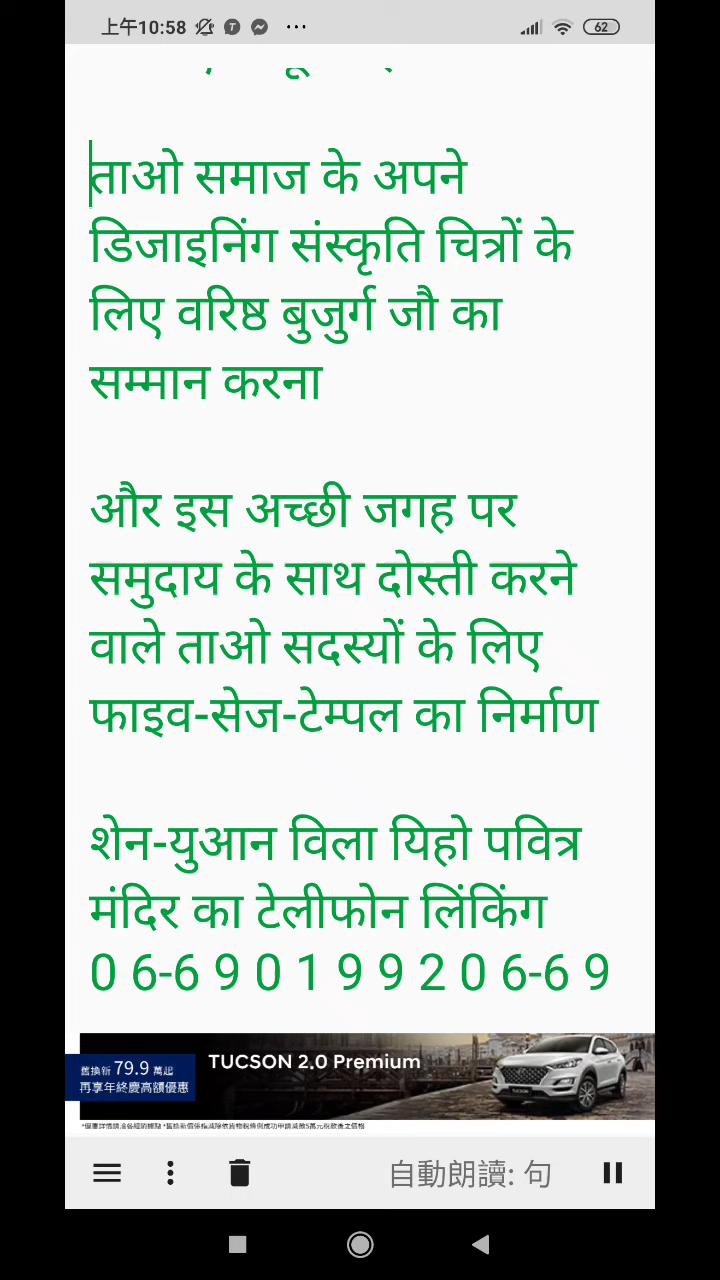 上午10:58
62
ताओ समाज के अपने
डिजाइनिंग संस्कृति चित्रों के
लिए वरिष्ठ बुजुर्ग जौ का
सम्मान करना
और इस अच्छी जगह पर
समुदाय के साथ दोस्ती करने
वाले ताओ सदस्यों के लिए
फाइव-सेज-टेम्पल का निर्माण
शेन-युआन विला यिहो पवित्र
मंदिर का टेलीफोन लिंकिंग
0 6-6 9 0 1 9 9 2 0 6-6 9
舊換新 79.9 萬起
再享年終慶高額優惠
TUCSON 2.0 Premium
自動朗讀: 句